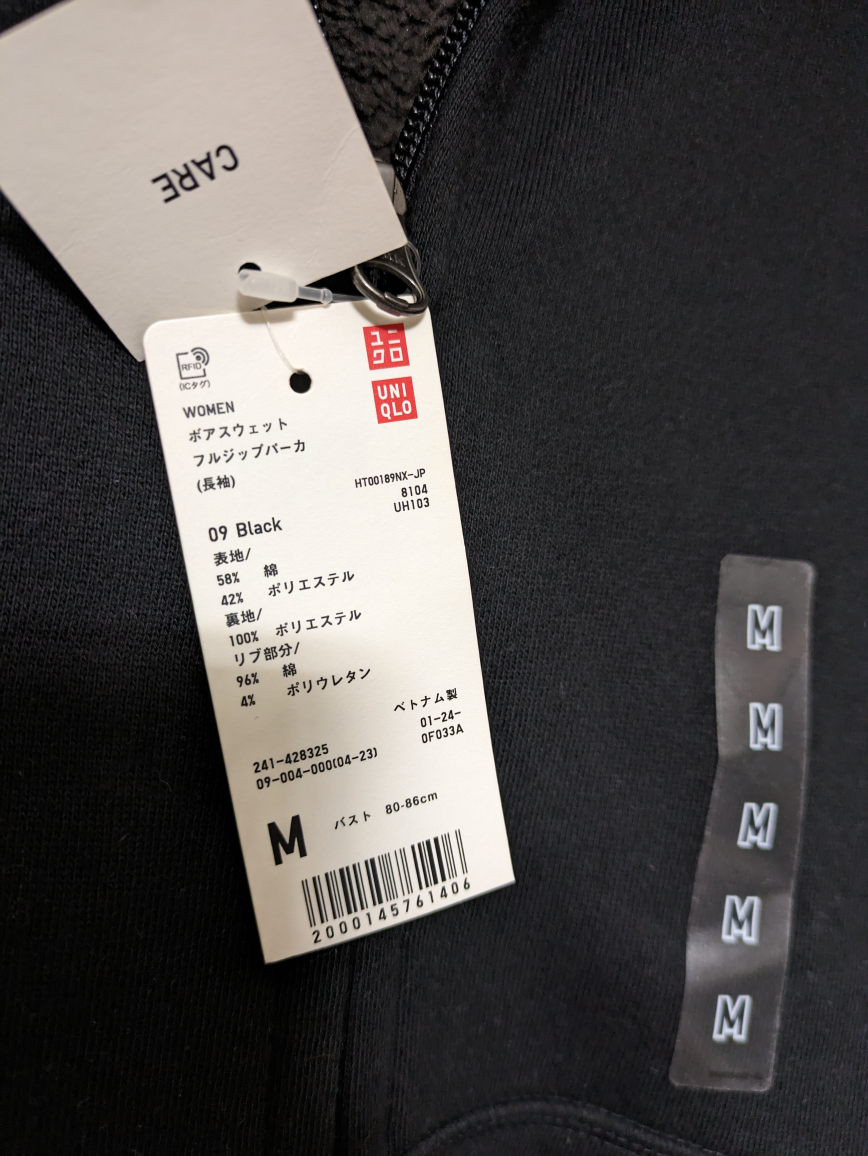 CARE
RFID
(ICタグ)
ユニ
クロ
UNI
QLO
WOMEN
ボアスウェット
フルジップパーカ
(長袖)
HT00189NX-JP
8104
UH103
09 Black
表地/
58% 綿
42% ポリエステル
裏地/
100% ポリエステル
リブ部分/
96% 綿
4% ポリウレタン
ベトナム製
01-24-
0F033A
241-428325
09-004-000(04-23)
M バスト 80-86cm
2000145761406
M
M
M
M
M